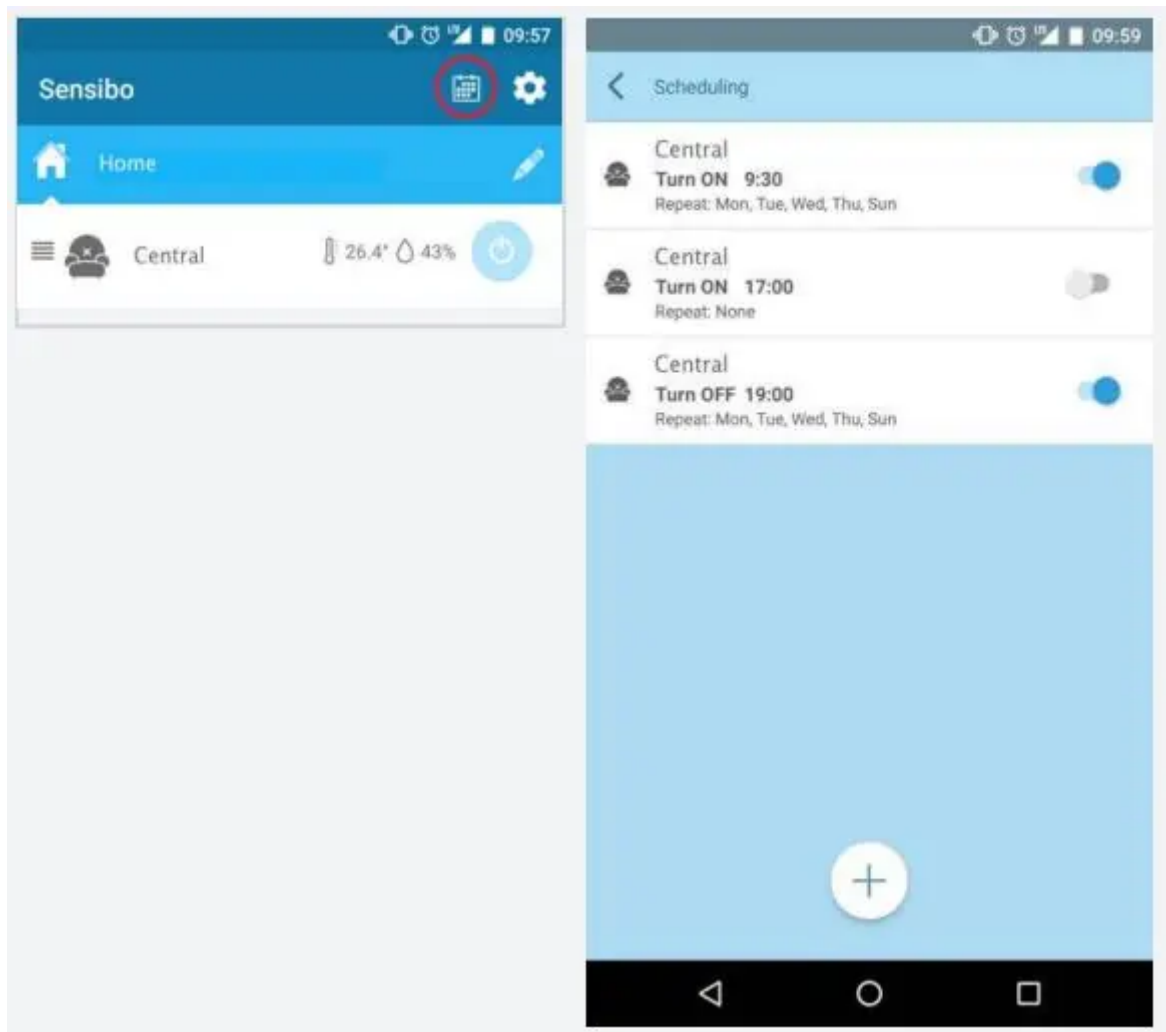 09:57
Sensibo
Home
Central 26.4° 43%
09:59
Scheduling
Central
Turn ON 9:30
Repeat: Mon, Tue, Wed, Thu, Sun
Central
Turn ON 17:00
Repeat: None
Central
Turn OFF 19:00
Repeat: Mon, Tue, Wed, Thu, Sun